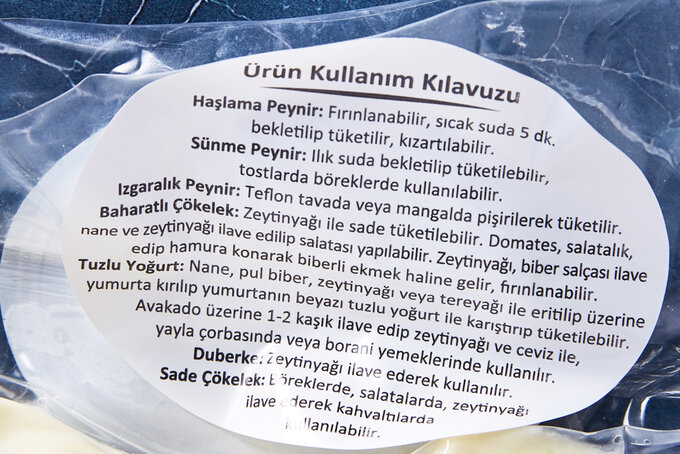 Ürün Kullanım Kılavuzu
Haşlama Peynir: Fırınlanabilir, sıcak suda 5 dk.
bekletilip tüketilir, kızartılabilir.
Sünme Peynir: Ilık suda bekletilip tüketilebilir,
tostlarda böreklerde kullanılabilir.
Izgaralık Peynir: Teflon tavada veya mangalda pişirilerek tüketilir.
Baharatlı Çökelek: Zeytinyağı ile sade tüketilebilir. Domates, salatalık,
nane ve zeytinyağı ilave edilip salatası yapılabilir. Zeytinyağı, biber salçası ilave
edip hamura konarak biberli ekmek haline gelir, fırınlanabilir.
Tuzlu Yoğurt: Nane, pul biber, zeytinyağı veya tereyağı ile eritilip üzerine
yumurta kırılıp yumurtanın beyazı tuzlu yoğurt ile karıştırıp tüketilebilir.
Avakado üzerine 1-2 kaşık ilave edip zeytinyağı ve ceviz ile,
yayla çorbasında veya borani yemeklerinde kullanılır.
Duberke: Zeytinyağı ilave ederek kullanılır.
Sade Çökelek: Böreklerde, salatalarda, zeytinyağı
ilave ederek kahvaltılarda
kullanılabilir.